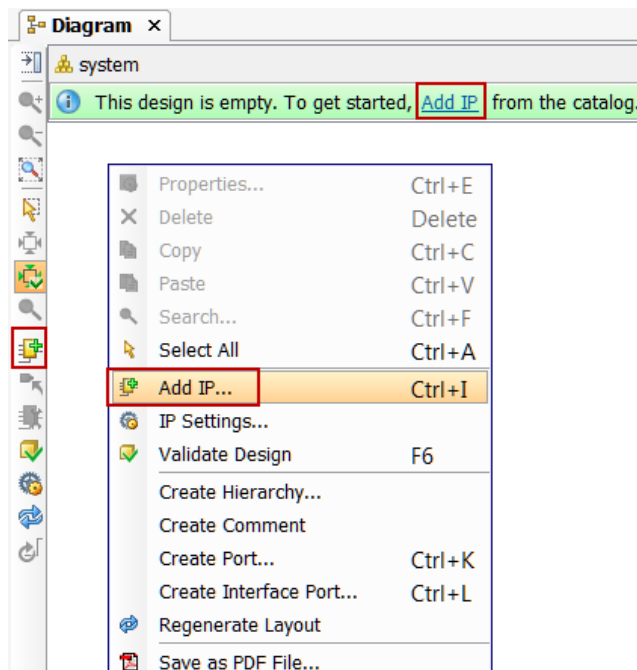 Diagram ×
system
This design is empty. To get started, Add IP from the catalog.
Properties... Ctrl+E
Delete Delete
Copy Ctrl+C
Paste Ctrl+V
Search... Ctrl+F
Select All Ctrl+A
Add IP... Ctrl+I
IP Settings...
Validate Design F6
Create Hierarchy...
Create Comment
Create Port... Ctrl+K
Create Interface Port... Ctrl+L
Regenerate Layout
Save as PDF File...